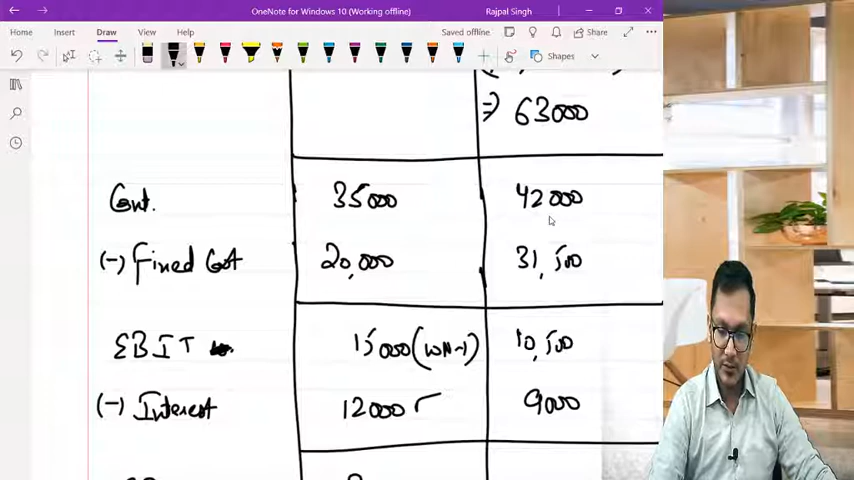 OneNote for Windows 10 (Working offline)
Rajpal Singh
Home Insert Draw View Help
Saved offline
Share
Shapes
⇒ 63000
Cont. 35000 42000
(-) Fixed Cost 20,000 31,500
EBIT 15000 (WN-1) 10,500
(-) Interest 12000 9000